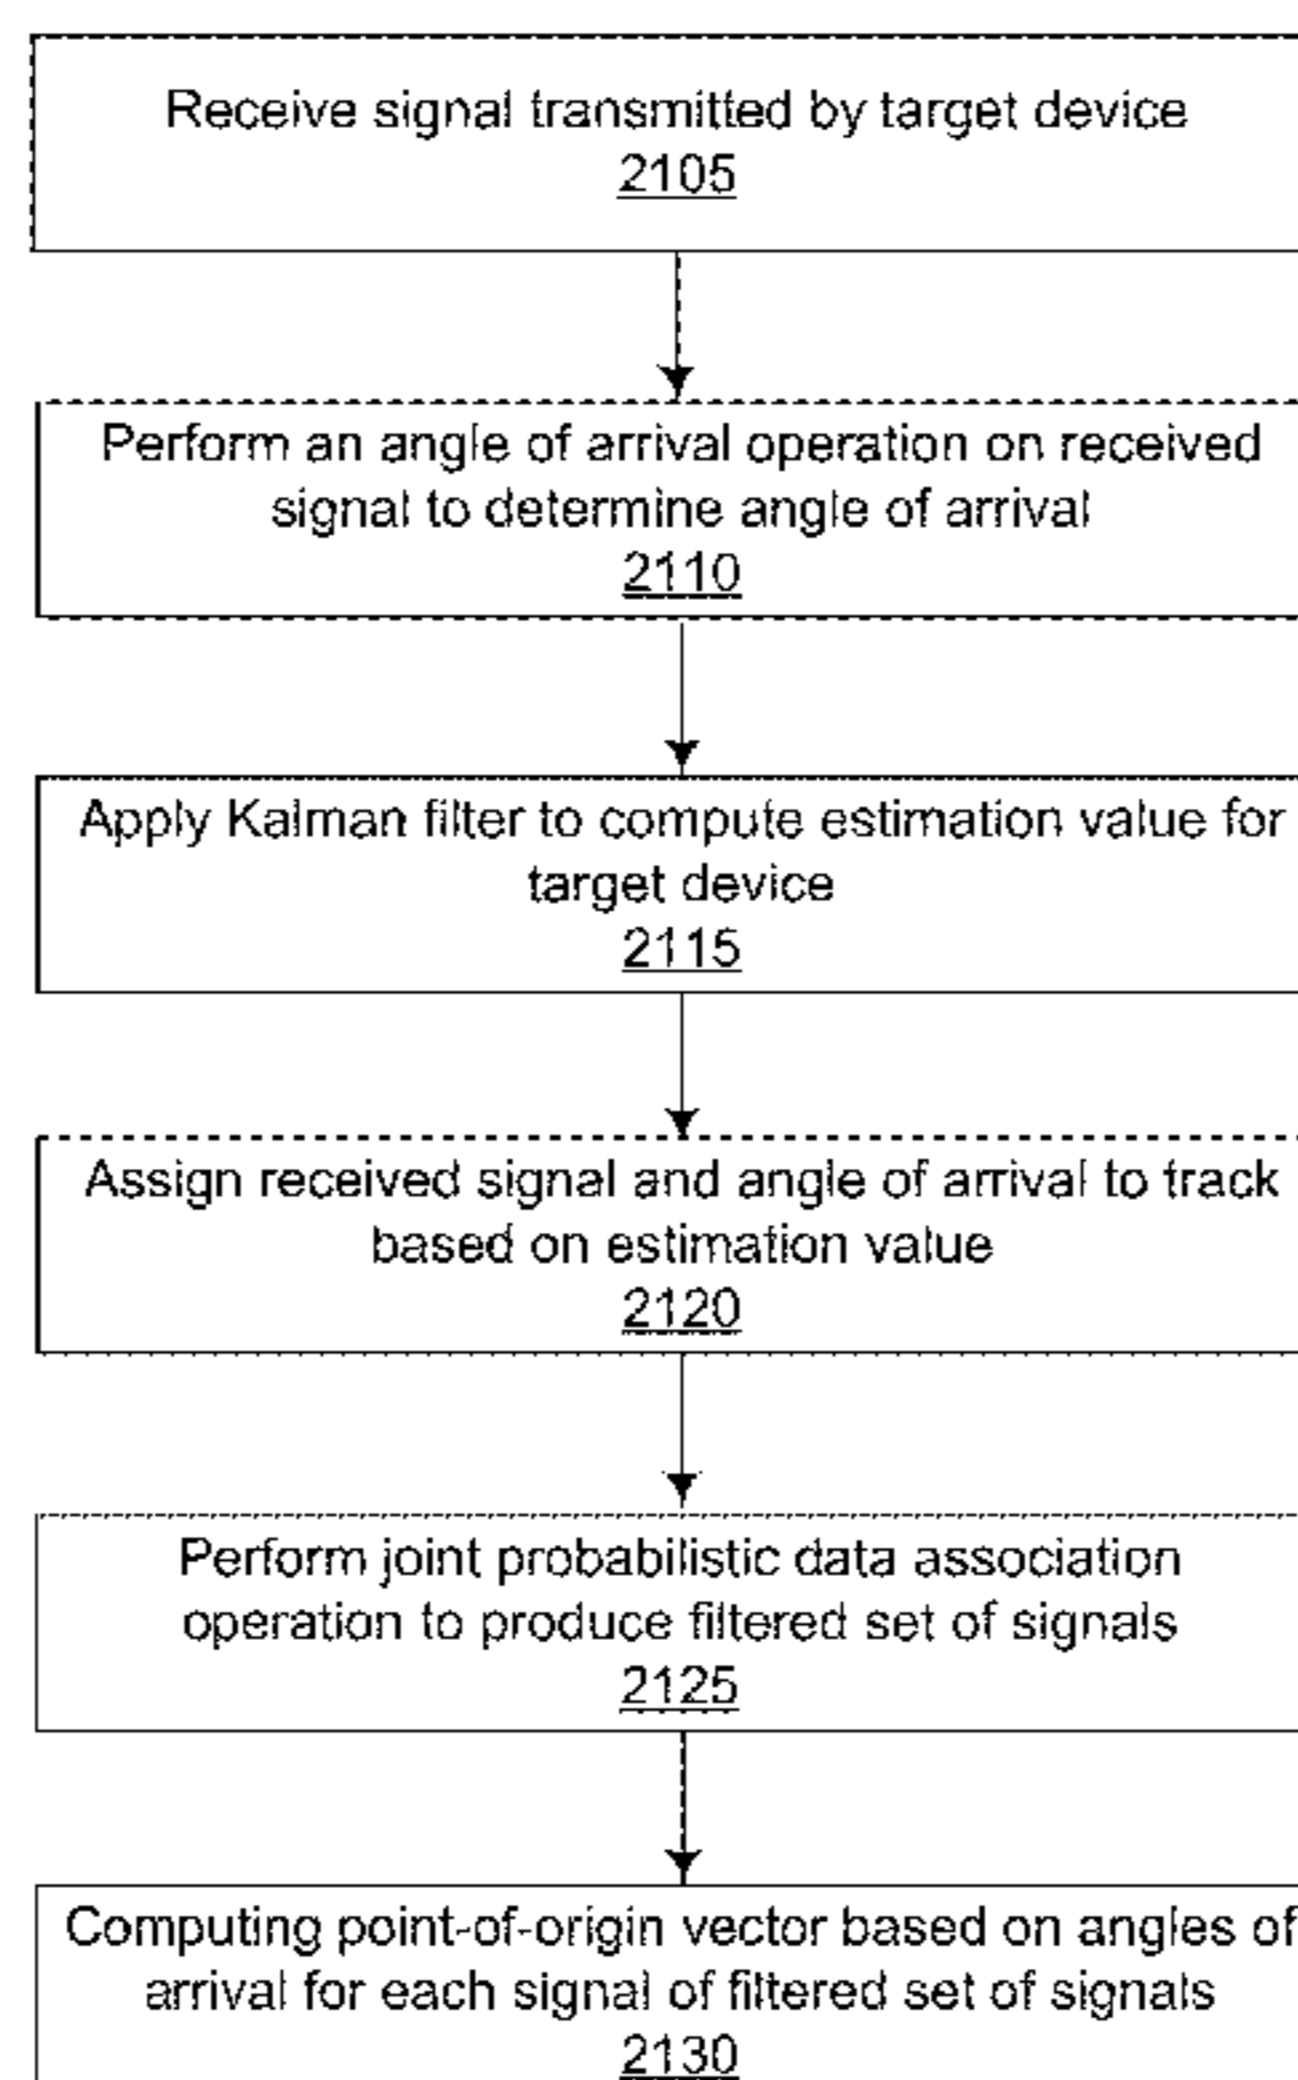 Receive signal transmitted by target device
2105
Perform an angle of arrival operation on received
signal to determine angle of arrival
2110
Apply Kalman filter to compute estimation value for
target device
2115
Assign received signal and angle of arrival to track
based on estimation value
2120
Perform joint probabilistic data association
operation to produce filtered set of signals
2125
Computing point-of-origin vector based on angles of
arrival for each signal of filtered set of signals
2130